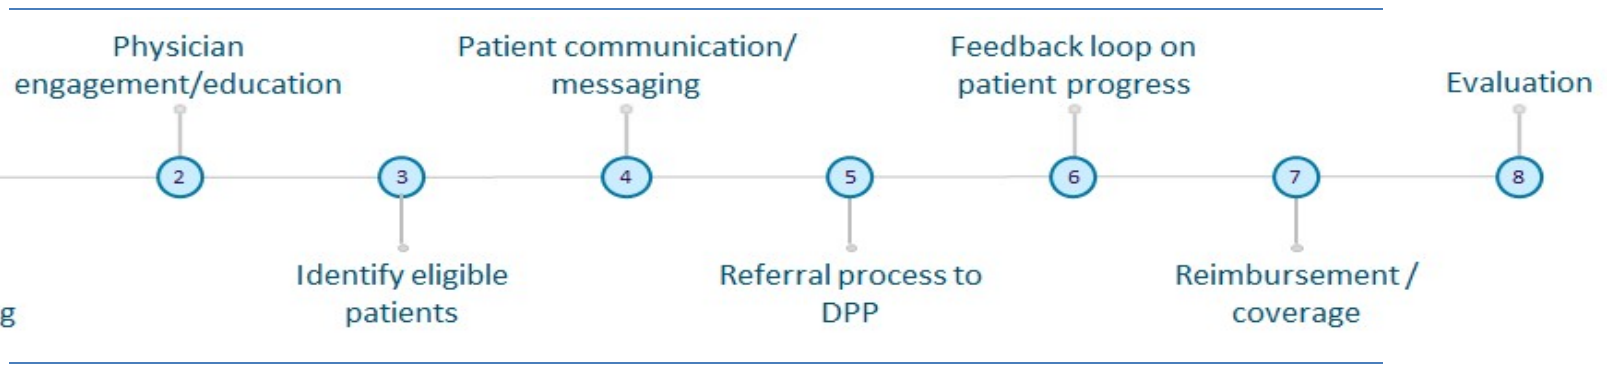 Physician
engagement/education
Patient communication/
messaging
Feedback loop on
patient progress
Evaluation
2
3
4
5
6
7
8
Identify eligible
patients
Referral process to
DPP
Reimbursement /
coverage
g